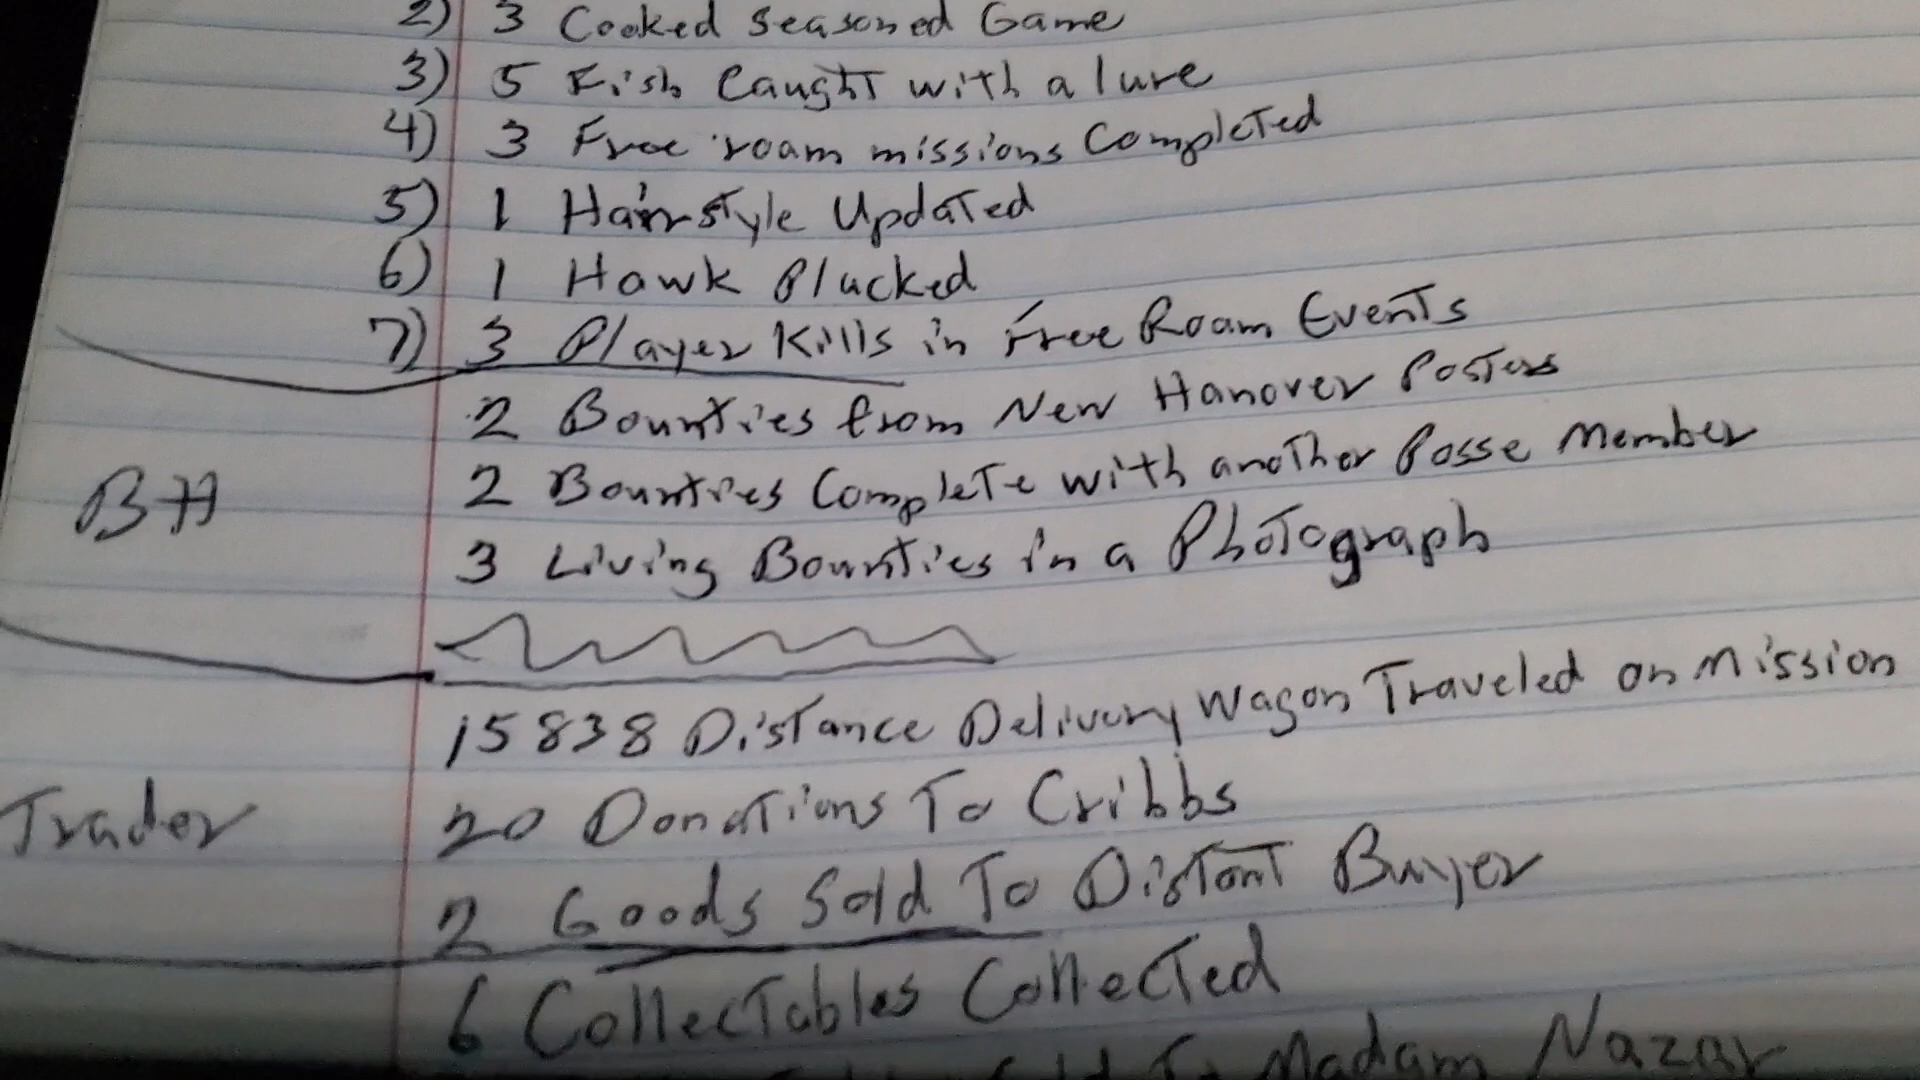 2) 3 Cooked Seasoned Game
3) 5 Fish Caught with a lure
4) 3 Free roam missions Completed
5) 1 Hairstyle Updated
6) 1 Hawk Plucked
7) 3 Player Kills in Free Roam Events
2 Bounties from New Hanover Posters
BH 2 Bounties Complete with another Posse Member
3 Living Bounties in a Photograph
15838 Distance Delivery Wagon Traveled on Mission
Trader 20 Donations To Cribbs
2 Goods Sold To Distant Buyer
6 Collectables Collected
Sold To Madam Nazar